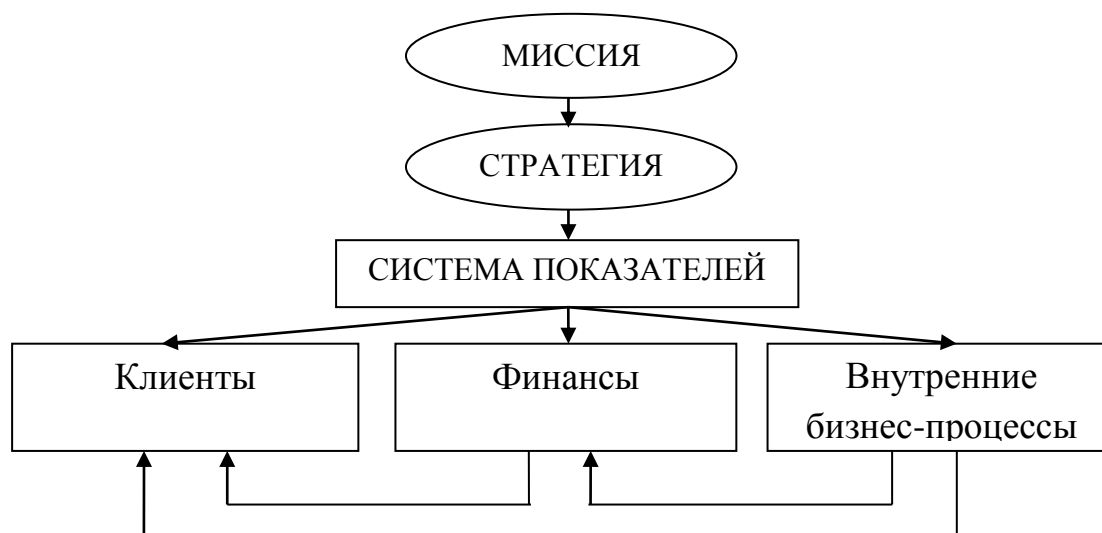 МИССИЯ
СТРАТЕГИЯ
СИСТЕМА ПОКАЗАТЕЛЕЙ
Клиенты
Финансы
Внутренние
бизнес-процессы